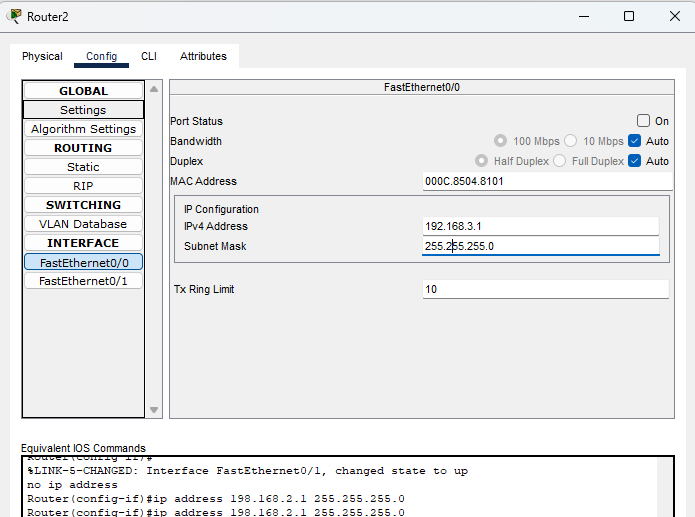 Router2
Physical Config CLI Attributes
GLOBAL
Settings
Algorithm Settings
ROUTING
Static
RIP
SWITCHING
VLAN Database
INTERFACE
FastEthernet0/0
FastEthernet0/1
FastEthernet0/0
Port Status On
Bandwidth 100 Mbps 10 Mbps Auto
Duplex Half Duplex Full Duplex Auto
MAC Address 000C.8504.8101
IP Configuration
IPv4 Address 192.168.3.1
Subnet Mask 255.255.255.0
Tx Ring Limit 10
Equivalent IOS Commands
Router(config-if)#
%LINK-5-CHANGED: Interface FastEthernet0/1, changed state to up
no ip address
Router(config-if)#ip address 198.168.2.1 255.255.255.0
Router(config-if)#ip address 198.168.2.1 255.255.255.0